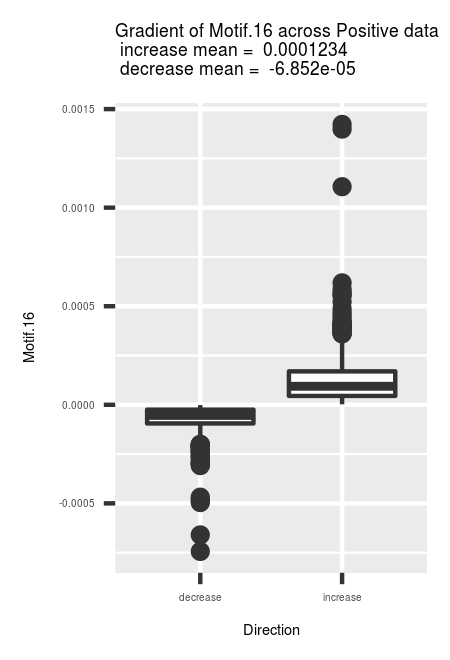 Gradient of Motif.16 across Positive data
increase mean =  0.0001234
decrease mean =  -6.852e-05
0.0015
0.0010
0.0005
0.0000
-0.0005
Motif.16
decrease increase
Direction